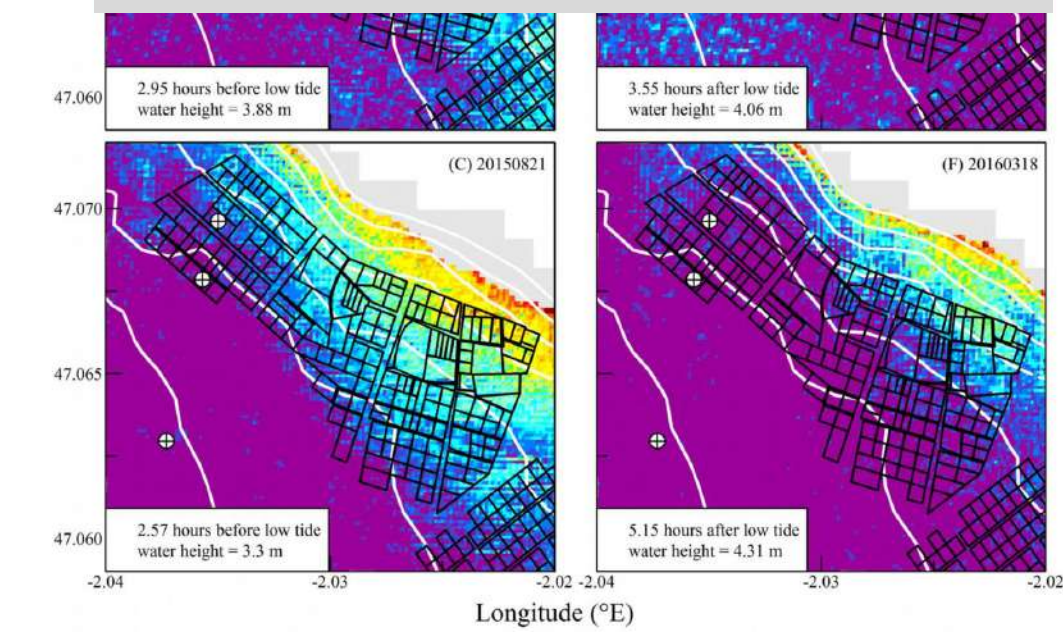 2.95 hours before low tide
water height = 3.88 m
3.55 hours after low tide
water height = 4.06 m
47.060
(C) 20150821
(F) 20160318
47.070
47.065
47.060
2.57 hours before low tide
water height = 3.3 m
5.15 hours after low tide
water height = 4.31 m
-2.04
-2.03
-2.02
-2.03
-2.02
Longitude (°E)